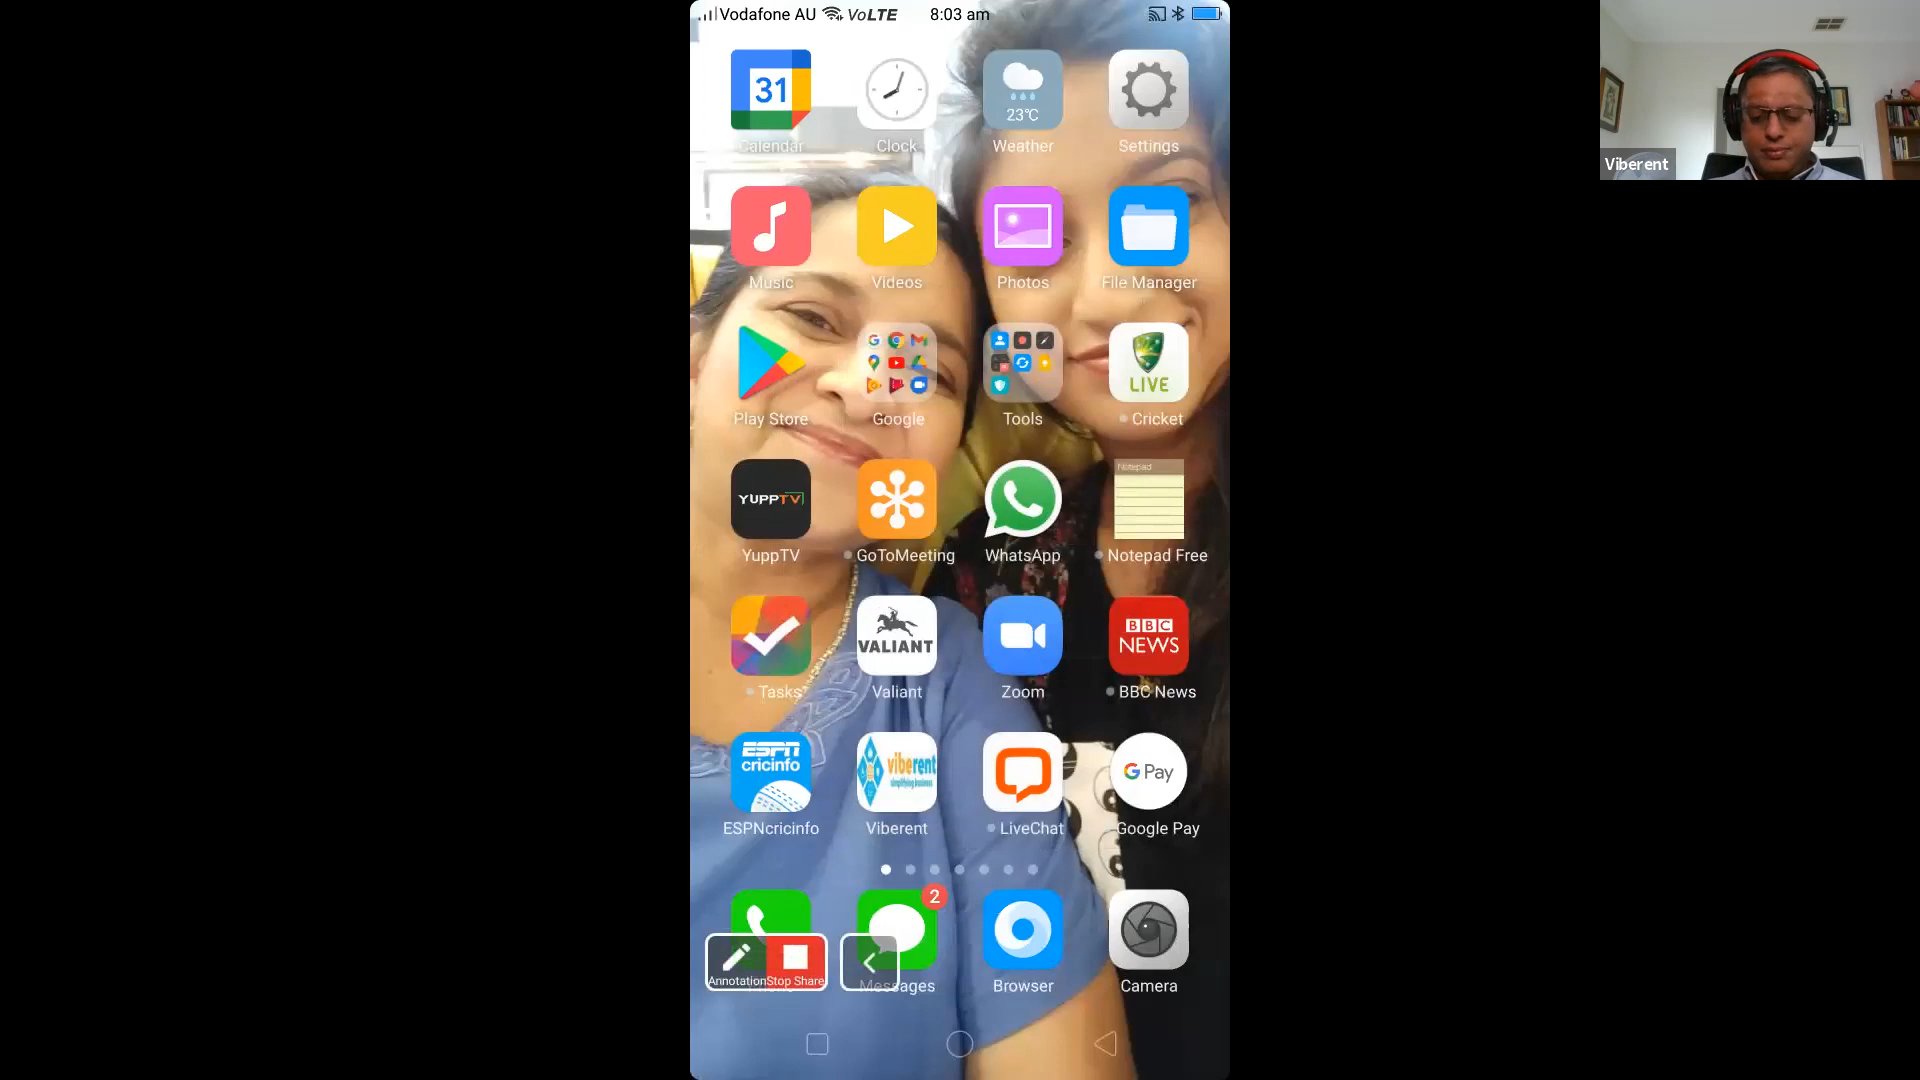 Vodafone AU VoLTE 8:03 am
31
23°C
Calendar Clock Weather Settings
Viberent
Music Videos Photos File Manager
LIVE
Play Store Google Tools Cricket
YUPPTV
Notepad
YuppTV GoToMeeting WhatsApp Notepad Free
VALIANT
BBC
NEWS
Tasks Valiant Zoom BBC News
ESPN
cricinfo
viberent
simplifying business
G Pay
ESPNcricinfo Viberent LiveChat Google Pay
2
Annotation Stop Share
Messages Browser Camera